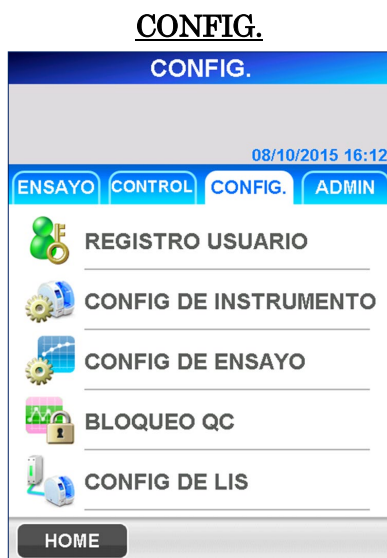 CONFIG.
CONFIG.
08/10/2015 16:12
ENSAYO CONTROL CONFIG. ADMIN
REGISTRO USUARIO
CONFIG DE INSTRUMENTO
CONFIG DE ENSAYO
BLOQUEO QC
CONFIG DE LIS
HOME